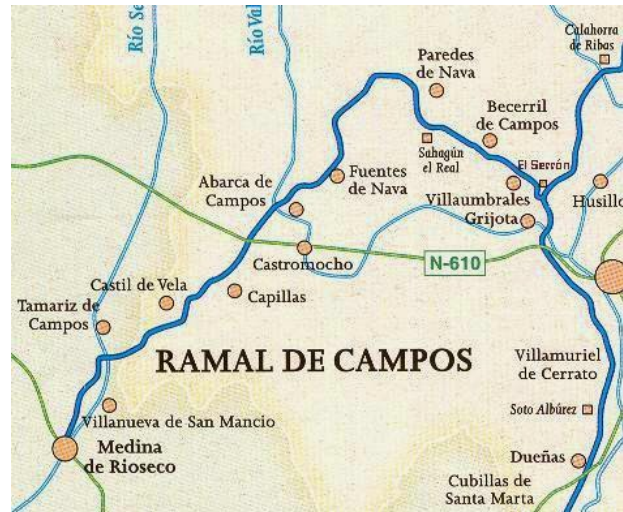 Río Se
Río Val
Calahorra
de Ribas
Paredes
de Nava
Becerril
de Campos
Sahagún
el Real
El Serrón
Fuentes
de Nava
Abarca de
Campos
Villaumbrales
Grijota
Husillo
Castromocho
N-610
Castil de Vela
Capillas
Tamariz de
Campos
RAMAL DE CAMPOS
Villamuriel
de Cerrato
Soto Albúrez
Villanueva de San Mancio
Medina
de Rioseco
Dueñas
Cubillas de
Santa Marta